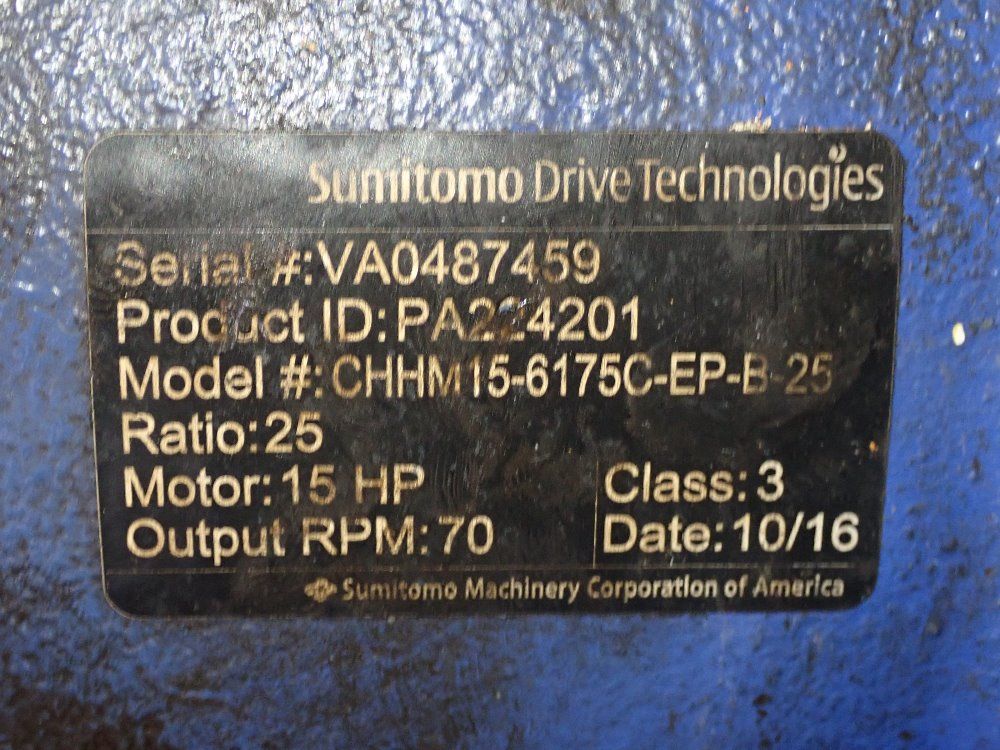 Sumitomo Drive Technologies
Serial #:VA0487459
Product ID:PA224201
Model #:CHHM15-6175C-EP-B-25
Ratio:25
Motor:15 HP
Class:3
Output RPM:70
Date:10/16
Sumitomo Machinery Corporation of America